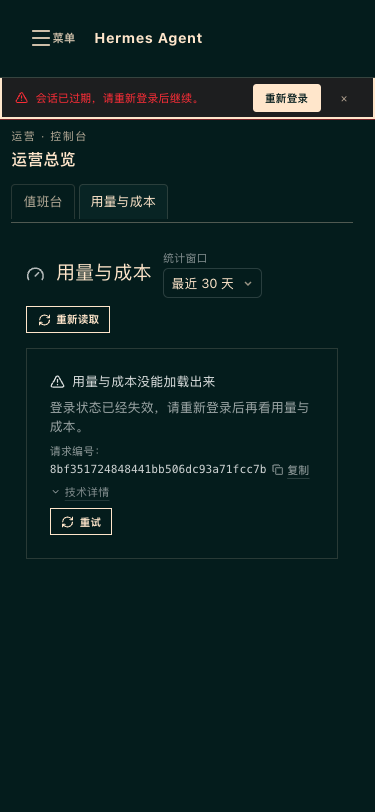 菜单 Hermes Agent
会话已过期，请重新登录后继续。 重新登录 ×
运营 · 控制台
运营总览
值班台 用量与成本
用量与成本
统计窗口
最近 30 天
重新读取
用量与成本没能加载出来
登录状态已经失效，请重新登录后再看用量与
成本。
请求编号：
8bf351724848441bb506dc93a71fcc7b 复制
技术详情
重试